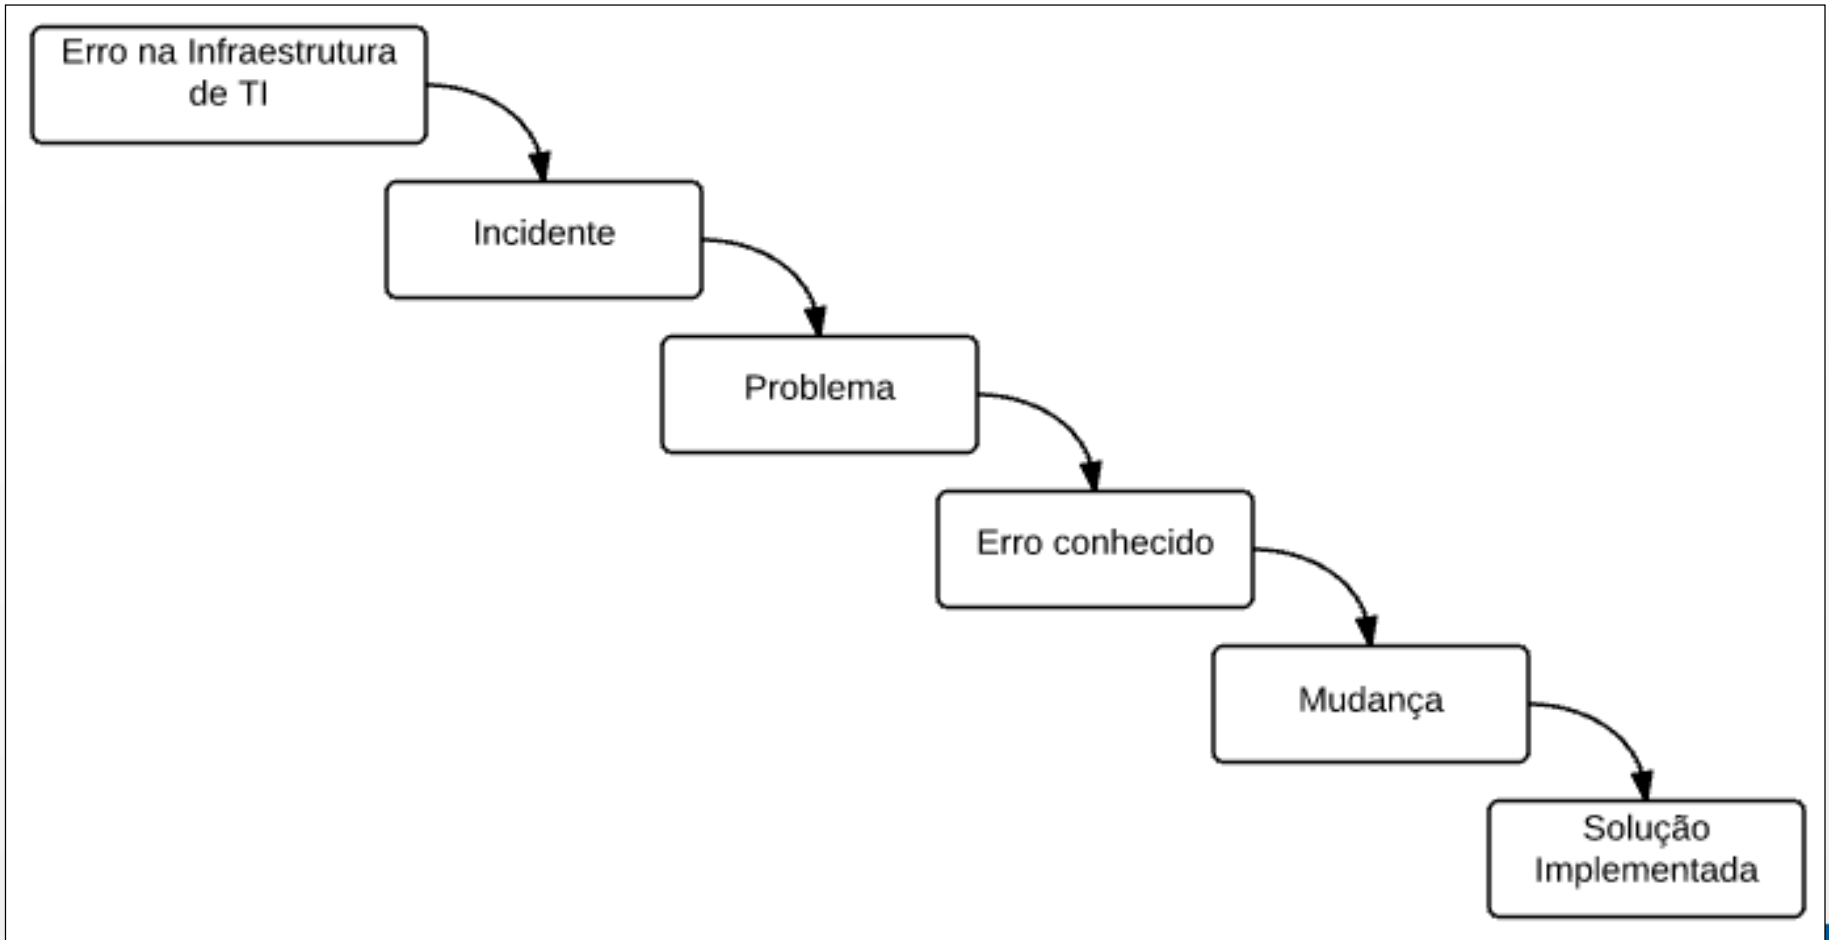 Erro na Infraestrutura
de TI
Incidente
Problema
Erro conhecido
Mudança
Solução
Implementada